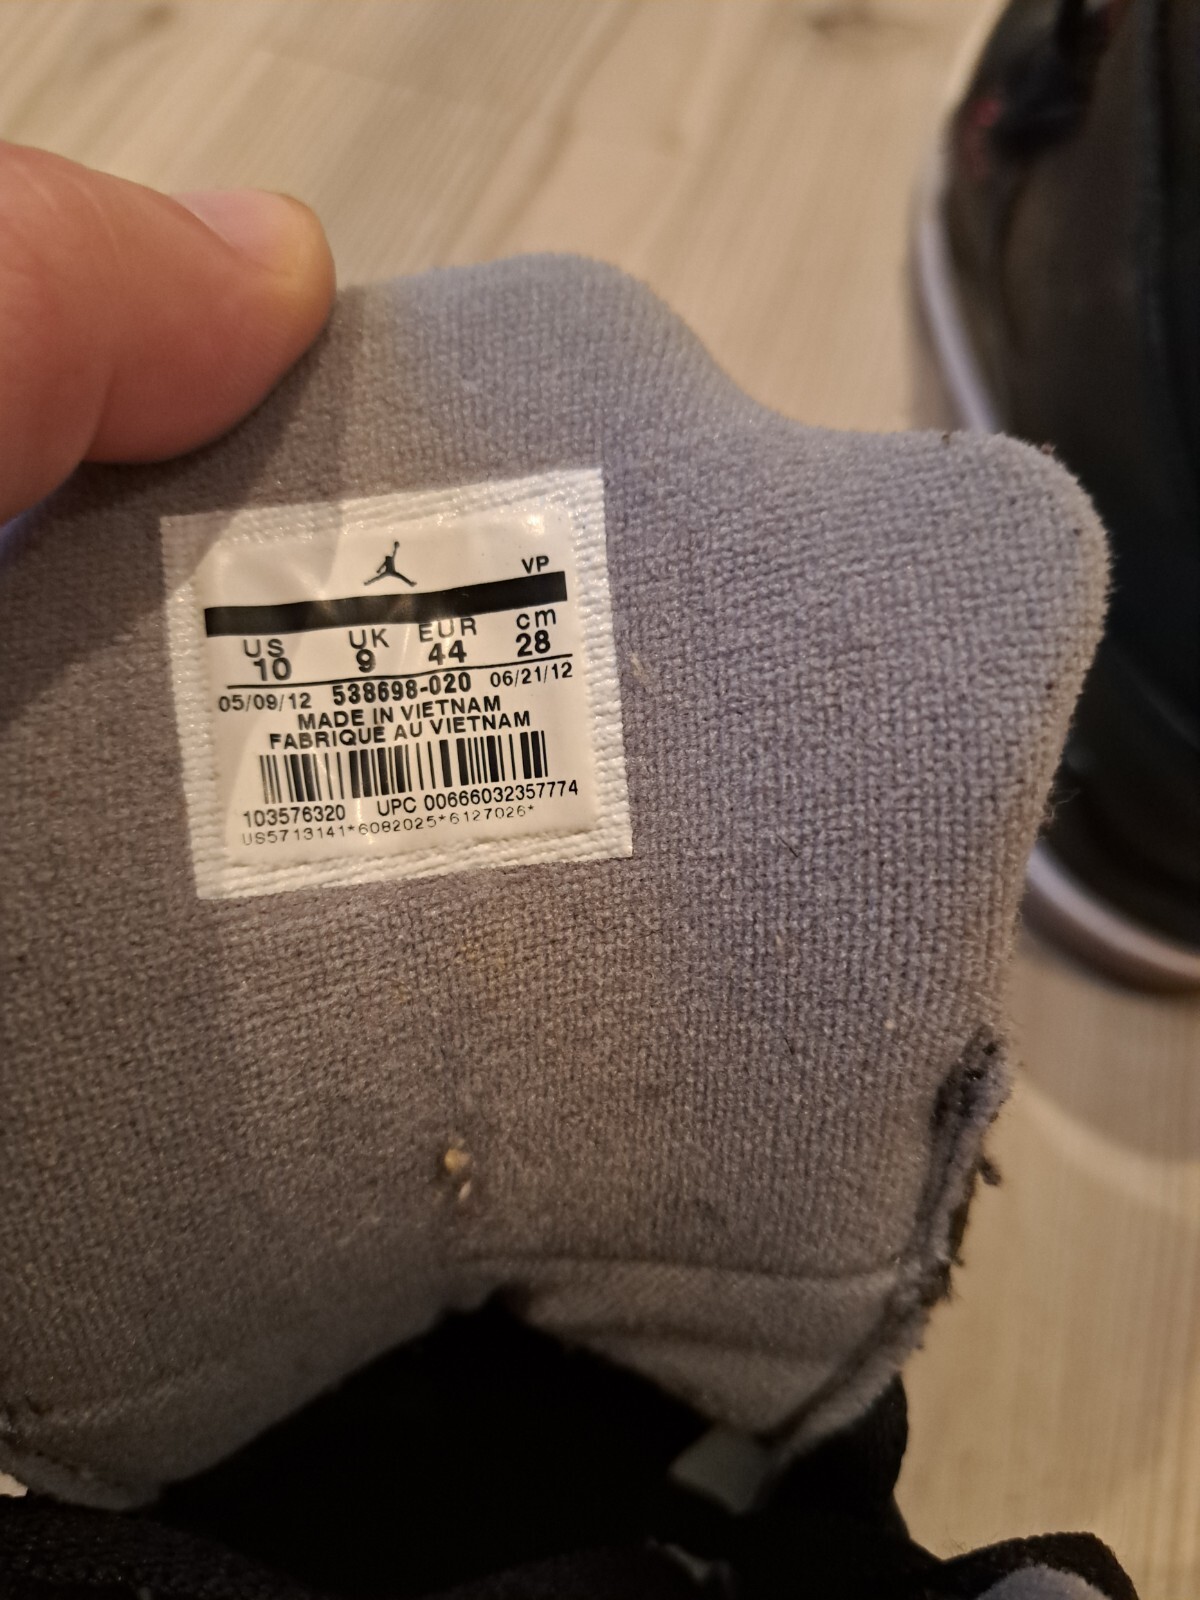 VP
US UK EUR cm
10 9 44 28
05/09/12 538698-020 06/21/12
MADE IN VIETNAM
FABRIQUE AU VIETNAM
103576320 UPC 00666032357774
US5713141*6082025*6127026*